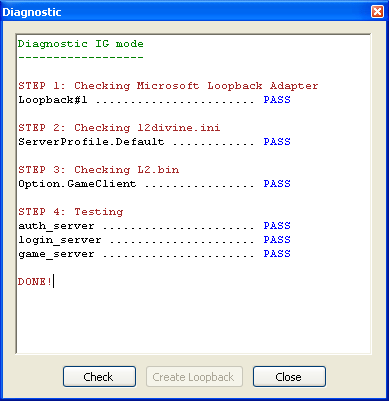 Diagnostic
Diagnostic IG mode
------------------
STEP 1: Checking Microsoft Loopback Adapter
Loopback#1 ....................... PASS
STEP 2: Checking l2divine.ini
ServerProfile.Default ............ PASS
STEP 3: Checking L2.bin
Option.GameClient ................ PASS
STEP 4: Testing
auth_server ...................... PASS
login_server ..................... PASS
game_server ...................... PASS
DONE!
Check Create Loopback Close